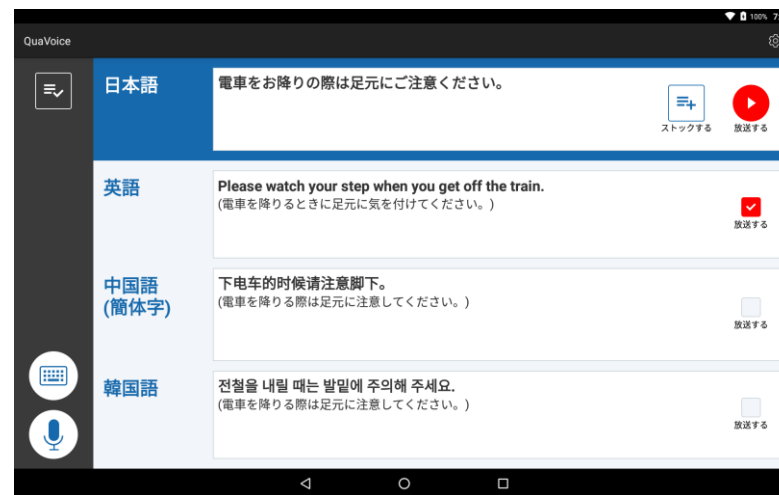 100% 7:
QuaVoice
日本語
電車をお降りの際は足元にご注意ください。
ストックする
放送する
英語
Please watch your step when you get off the train.
(電車を降りるときに足元に気を付けてください。)
放送する
中国語
(簡体字)
下电车的时候请注意脚下。
(電車を降りる際は足元に注意してください。)
放送する
韓国語
전철을 내릴 때는 발밑에 주의해 주세요.
(電車を降りる際は足元に注意してください。)
放送する